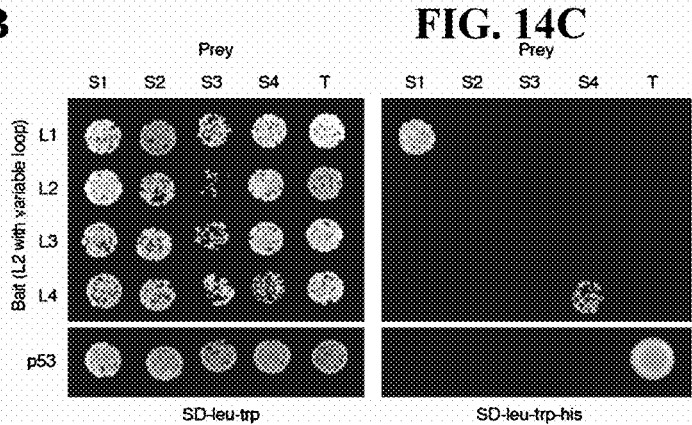 B
FIG. 14C
Prey
Prey
S1 S2 S3 S4 T
S1 S2 S3 S4 T
Bait (L2 with variable loop)
L1
L2
L3
L4
p53
SD-leu-trp
SD-leu-trp-his